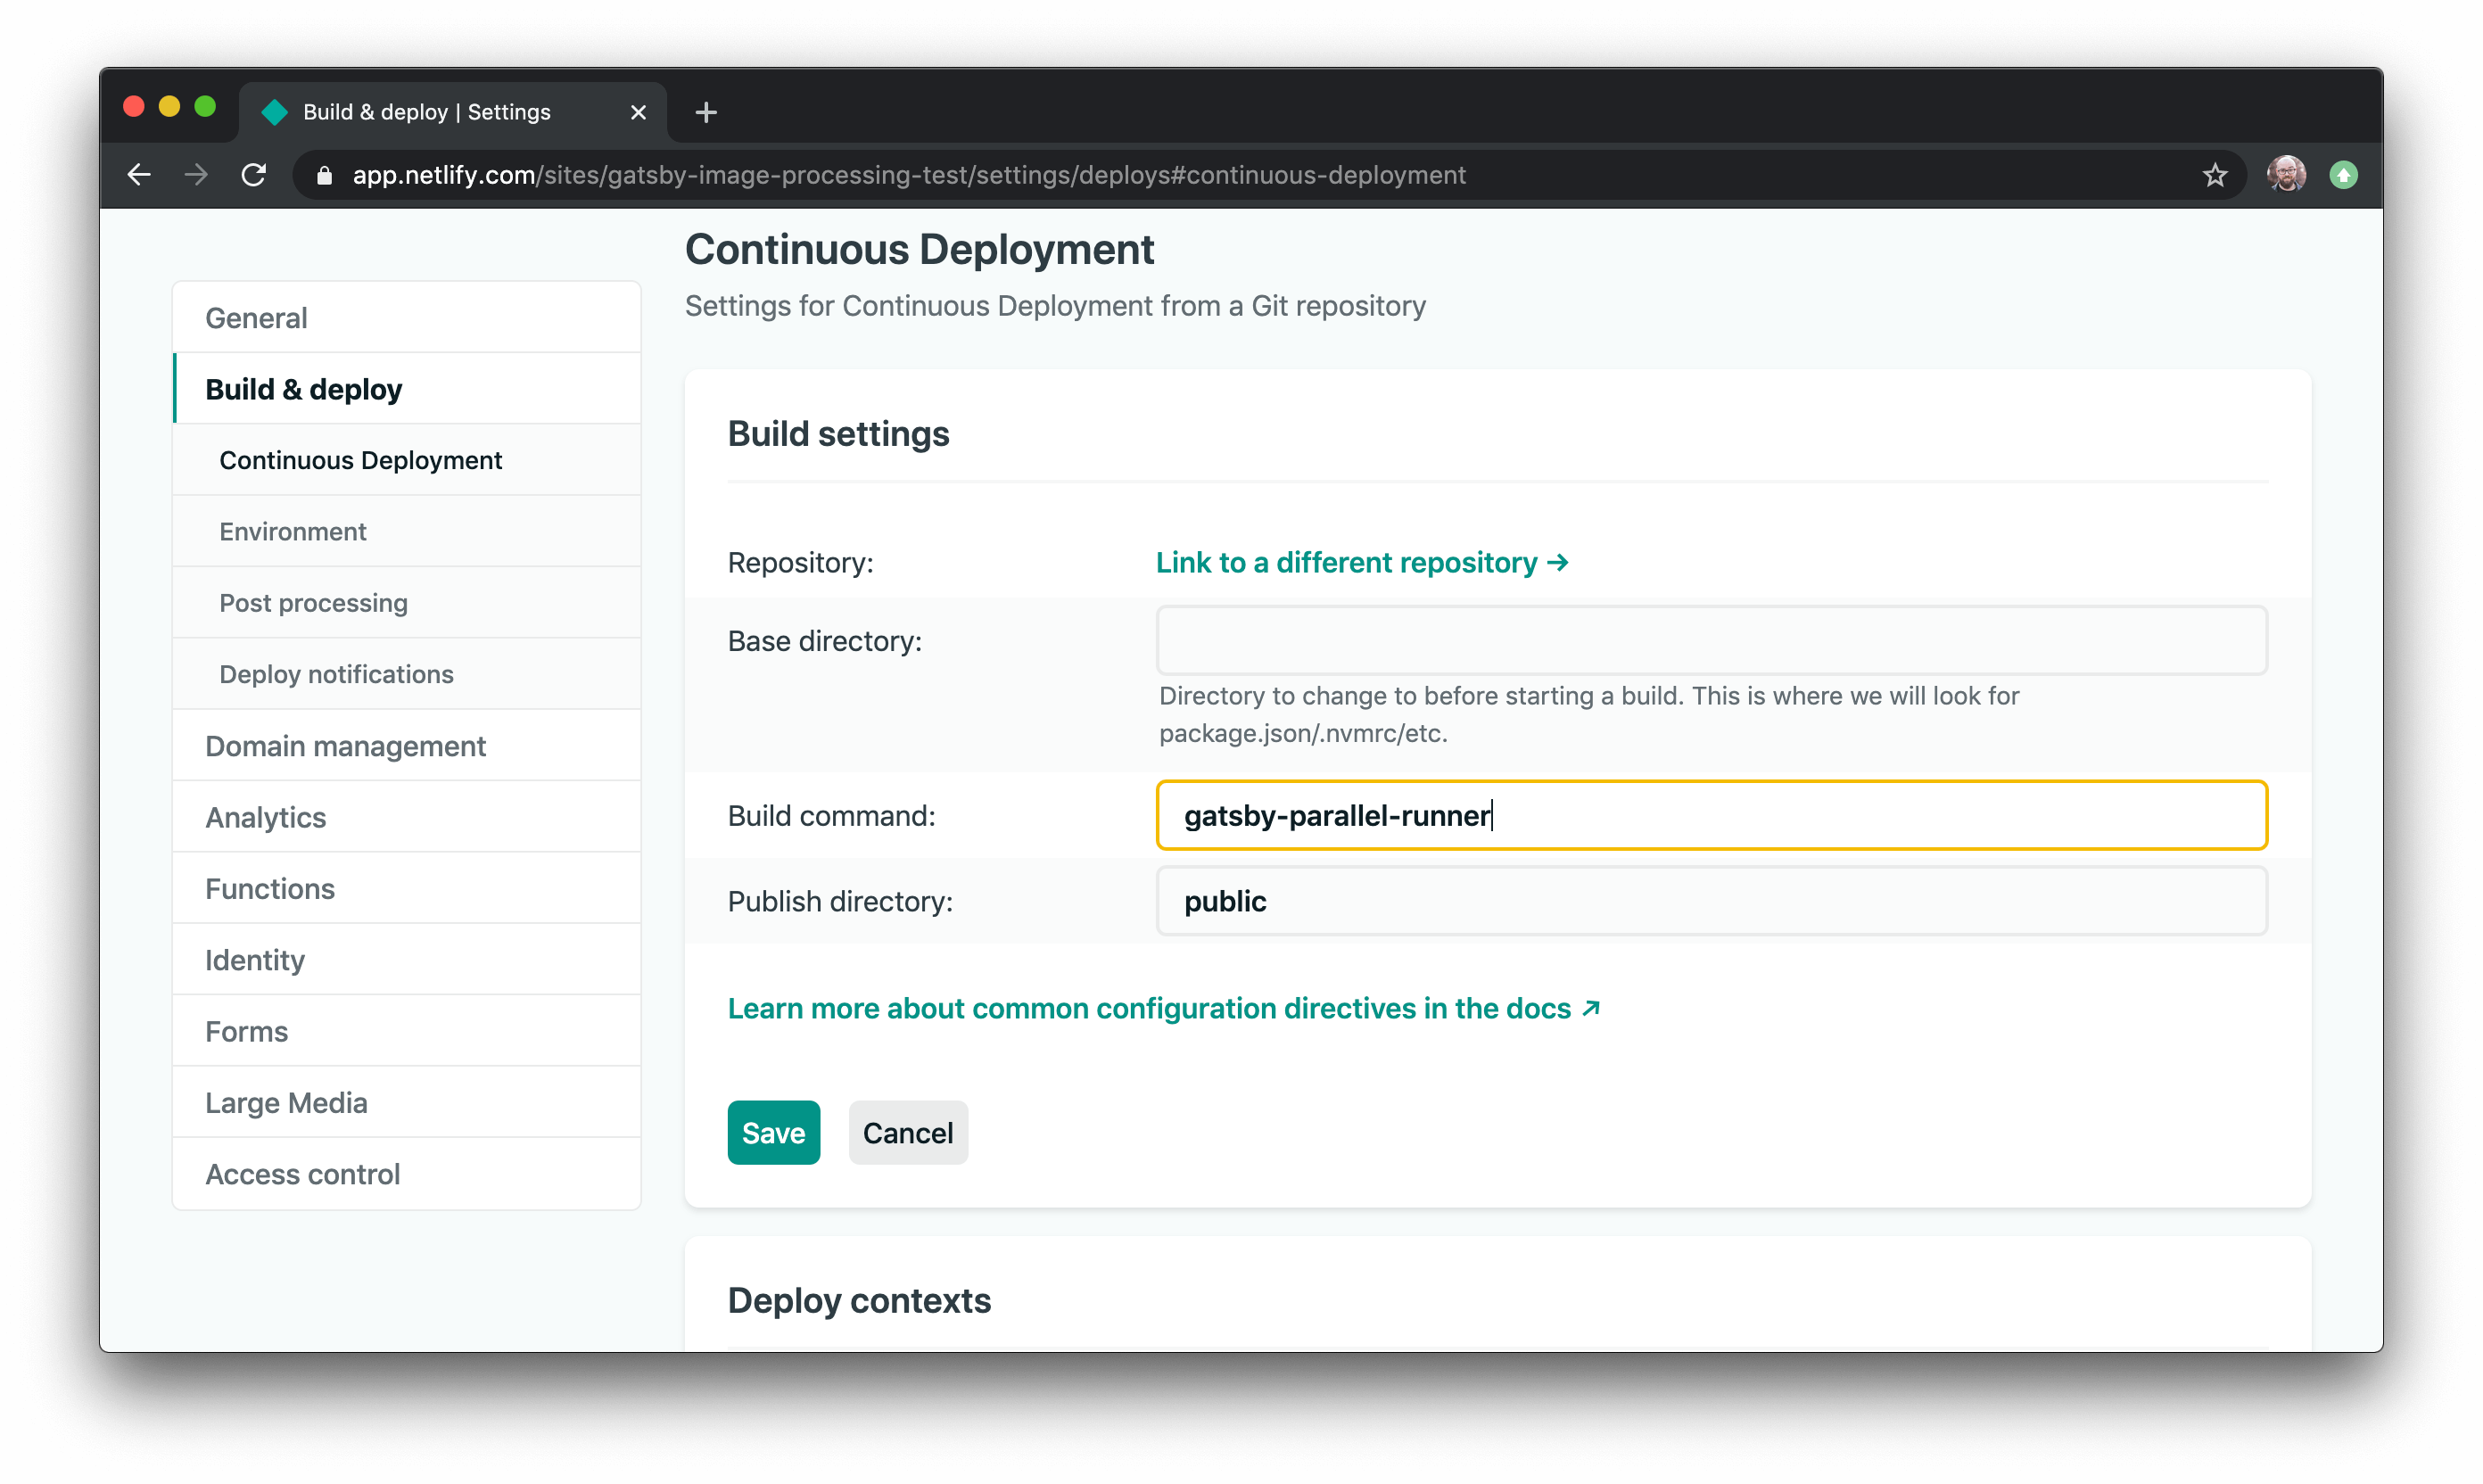 Build & deploy | Settings
app.netlify.com/sites/gatsby-image-processing-test/settings/deploys#continuous-deployment
General
Build & deploy
Continuous Deployment
Environment
Post processing
Deploy notifications
Domain management
Analytics
Functions
Identity
Forms
Large Media
Access control
Continuous Deployment
Settings for Continuous Deployment from a Git repository
Build settings
Repository: Link to a different repository →
Base directory:
Directory to change to before starting a build. This is where we will look for
package.json/.nvmrc/etc.
Build command: gatsby-parallel-runner
Publish directory: public
Learn more about common configuration directives in the docs ↗
Save Cancel
Deploy contexts